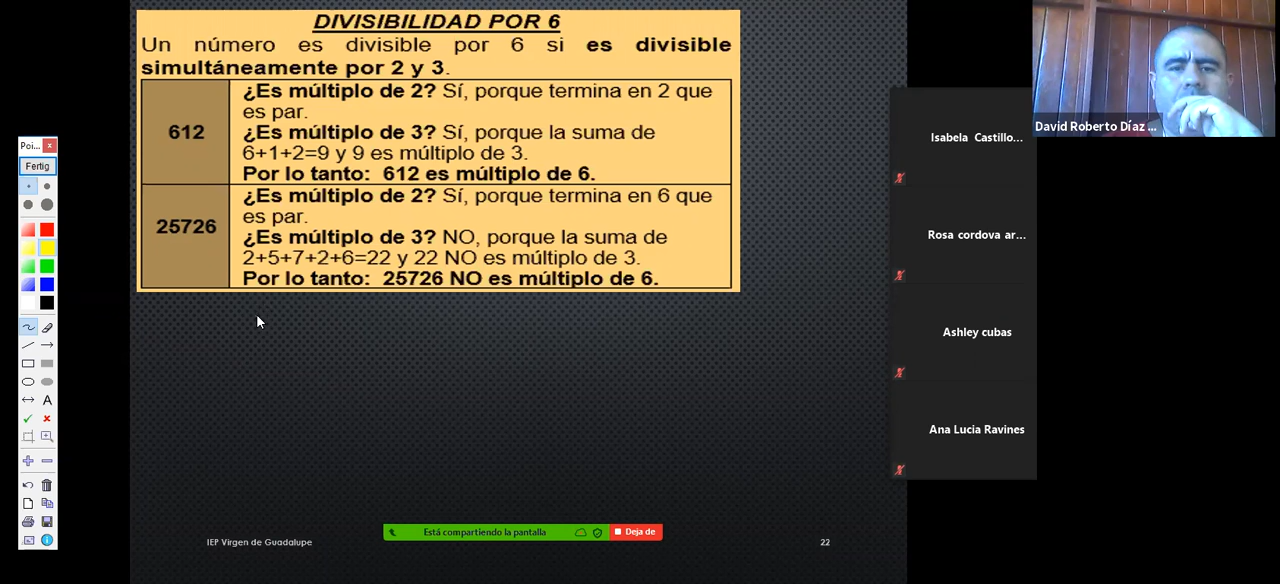 DIVISIBILIDAD POR 6
Un número es divisible por 6 si es divisible
simultáneamente por 2 y 3.
612
¿Es múltiplo de 2? Sí, porque termina en 2 que
es par.
¿Es múltiplo de 3? Sí, porque la suma de
6+1+2=9 y 9 es múltiplo de 3.
Por lo tanto: 612 es múltiplo de 6.
25726
¿Es múltiplo de 2? Sí, porque termina en 6 que
es par.
¿Es múltiplo de 3? NO, porque la suma de
2+5+7+2+6=22 y 22 NO es múltiplo de 3.
Por lo tanto: 25726 NO es múltiplo de 6.
Poi...
Fertig
A
David Roberto Díaz ...
Isabela Castillo...
Rosa cordova ar...
Ashley cubas
Ana Lucia Ravines
Está compartiendo la pantalla
Deja de
IEP Virgen de Guadalupe
22